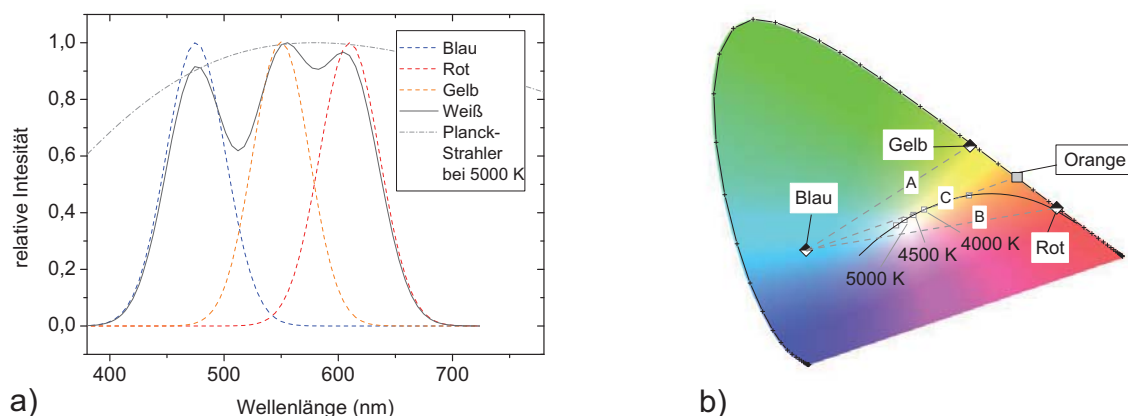 1,0
0,8
0,6
0,4
0,2
0,0
relative Intesität
400
500
600
700
Wellenlänge (nm)
Blau
Rot
Gelb
Weiß
Planck-
Strahler
bei 5000 K
a)
Gelb
Orange
A
Blau
C
B
4000 K
Rot
4500 K
5000 K
b)